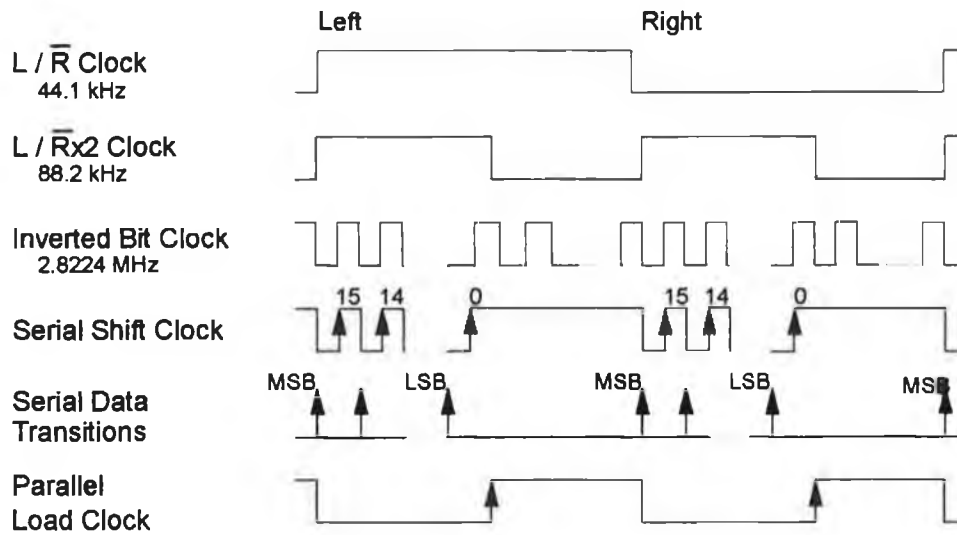 Left Right
L / R̅ Clock
44.1 kHz
L / R̅x2 Clock
88.2 kHz
Inverted Bit Clock
2.8224 MHz
15 14 0 15 14 0
Serial Shift Clock
MSB LSB MSB LSB MSB
Serial Data
Transitions
Parallel
Load Clock